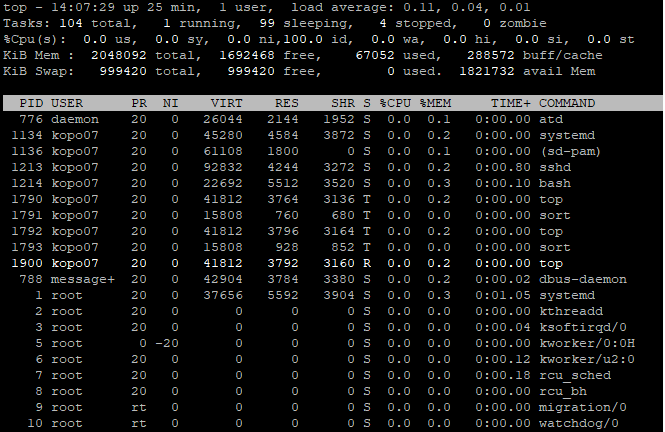 top - 14:07:29 up 25 min,  1 user,  load average: 0.11, 0.04, 0.01
Tasks: 104 total,   1 running,  99 sleeping,   4 stopped,   0 zombie
%Cpu(s):  0.0 us,  0.0 sy,  0.0 ni,100.0 id,  0.0 wa,  0.0 hi,  0.0 si,  0.0 st
KiB Mem :  2048092 total,  1692468 free,    67052 used,   288572 buff/cache
KiB Swap:   999420 total,   999420 free,        0 used.  1821732 avail Mem
  PID USER      PR  NI    VIRT    RES    SHR S %CPU %MEM     TIME+ COMMAND
  776 daemon    20   0   26044   2144   1952 S  0.0  0.1   0:00.00 atd
 1134 kopo07    20   0   45280   4584   3872 S  0.0  0.2   0:00.00 systemd
 1136 kopo07    20   0   61108   1800      0 S  0.0  0.1   0:00.00 (sd-pam)
 1213 kopo07    20   0   92832   4244   3272 S  0.0  0.2   0:00.80 sshd
 1214 kopo07    20   0   22692   5512   3520 S  0.0  0.3   0:00.10 bash
 1790 kopo07    20   0   41812   3764   3136 T  0.0  0.2   0:00.00 top
 1791 kopo07    20   0   15808    760    680 T  0.0  0.0   0:00.00 sort
 1792 kopo07    20   0   41812   3796   3164 T  0.0  0.2   0:00.00 top
 1793 kopo07    20   0   15808    928    852 T  0.0  0.0   0:00.00 sort
 1900 kopo07    20   0   41812   3792   3160 R  0.0  0.2   0:00.00 top
  788 message+  20   0   42904   3784   3380 S  0.0  0.2   0:00.02 dbus-daemon
    1 root      20   0   37656   5592   3904 S  0.0  0.3   0:01.05 systemd
    2 root      20   0       0      0      0 S  0.0  0.0   0:00.00 kthreadd
    3 root      20   0       0      0      0 S  0.0  0.0   0:00.04 ksoftirqd/0
    5 root       0 -20       0      0      0 S  0.0  0.0   0:00.00 kworker/0:0H
    6 root      20   0       0      0      0 S  0.0  0.0   0:00.12 kworker/u2:0
    7 root      20   0       0      0      0 S  0.0  0.0   0:00.18 rcu_sched
    8 root      20   0       0      0      0 S  0.0  0.0   0:00.00 rcu_bh
    9 root      rt   0       0      0      0 S  0.0  0.0   0:00.00 migration/0
   10 root      rt   0       0      0      0 S  0.0  0.0   0:00.00 watchdog/0